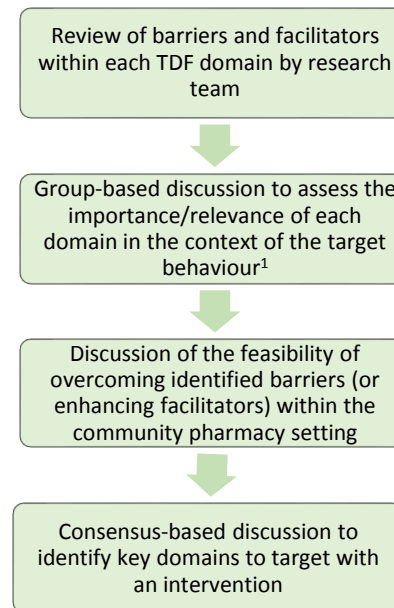 Review of barriers and facilitators
within each TDF domain by research
team
Group-based discussion to assess the
importance/relevance of each
domain in the context of the target
behaviour¹
Discussion of the feasibility of
overcoming identified barriers (or
enhancing facilitators) within the
community pharmacy setting
Consensus-based discussion to
identify key domains to target with
an intervention